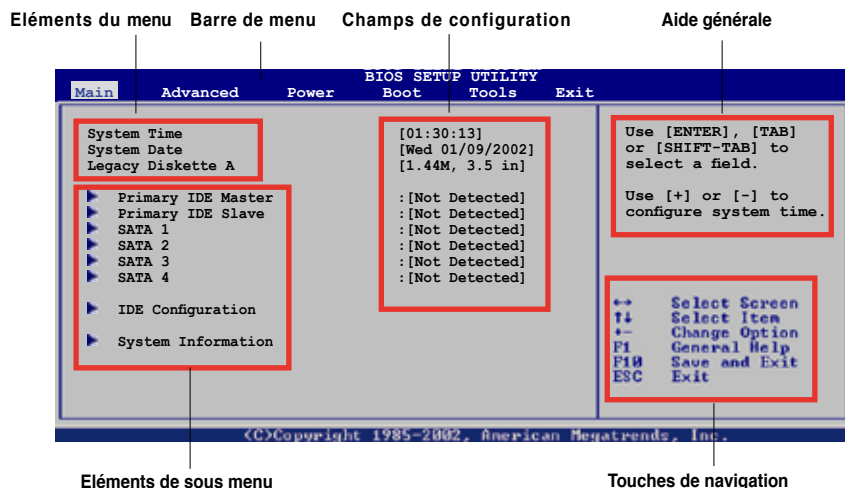 Eléments du menu Barre de menu Champs de configuration Aide générale
BIOS SETUP UTILITY
Main Advanced Power Boot Tools Exit
System Time [01:30:13]
System Date [Wed 01/09/2002]
Legacy Diskette A [1.44M, 3.5 in]
Primary IDE Master :[Not Detected]
Primary IDE Slave :[Not Detected]
SATA 1 :[Not Detected]
SATA 2 :[Not Detected]
SATA 3 :[Not Detected]
SATA 4 :[Not Detected]
IDE Configuration
System Information
Use [ENTER], [TAB]
or [SHIFT-TAB] to
select a field.
Use [+] or [-] to
configure system time.
↔ Select Screen
↑↓ Select Item
+- Change Option
F1 General Help
F10 Save and Exit
ESC Exit
(C)Copyright 1985-2002, American Megatrends, Inc.
Eléments de sous menu Touches de navigation